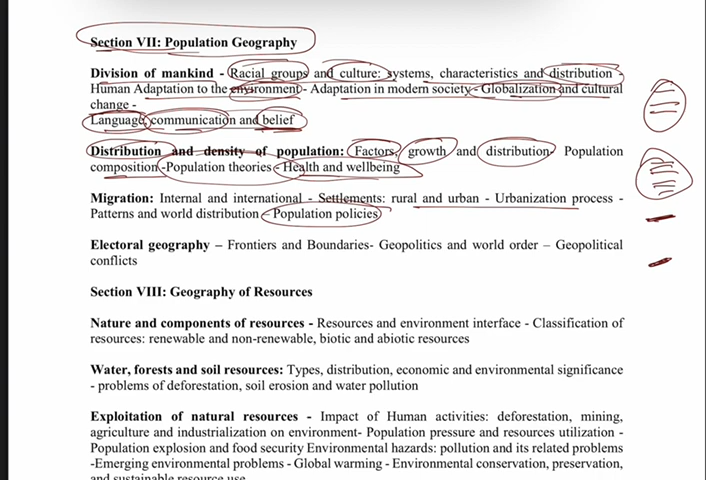 Section VII: Population Geography
Division of mankind - Racial groups and culture: systems, characteristics and distribution -
Human Adaptation to the environment- Adaptation in modern society - Globalization and cultural
change -
Language, communication and belief
Distribution and density of population: Factors, growth and distribution- Population
composition -Population theories - Health and wellbeing
Migration: Internal and international - Settlements: rural and urban - Urbanization process -
Patterns and world distribution - Population policies
Electoral geography – Frontiers and Boundaries- Geopolitics and world order – Geopolitical
conflicts
Section VIII: Geography of Resources
Nature and components of resources - Resources and environment interface - Classification of
resources: renewable and non-renewable, biotic and abiotic resources
Water, forests and soil resources: Types, distribution, economic and environmental significance
- problems of deforestation, soil erosion and water pollution
Exploitation of natural resources - Impact of Human activities: deforestation, mining,
agriculture and industrialization on environment- Population pressure and resources utilization -
Population explosion and food security Environmental hazards: pollution and its related problems
-Emerging environmental problems - Global warming - Environmental conservation, preservation,
and sustainable resource use